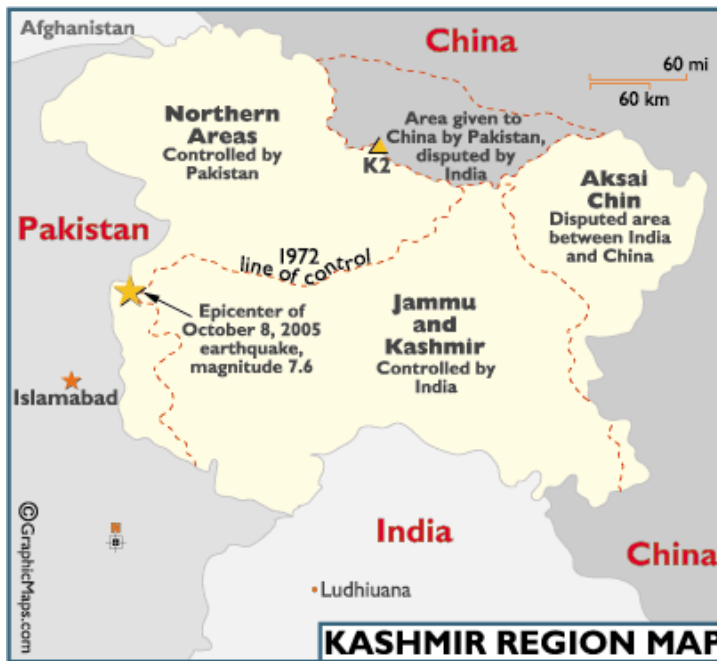 Afghanistan
China
60 mi
60 km
Northern
Areas
Controlled by
Pakistan
Area given to
China by Pakistan,
disputed by
India
K2
Aksai
Chin
Disputed area
between India
and China
Pakistan
1972
line of control
Epicenter of
October 8, 2005
earthquake,
magnitude 7.6
Jammu
and
Kashmir
Controlled by
India
Islamabad
India
China
Ludhiuana
N
©GraphicMaps.com
KASHMIR REGION MAP